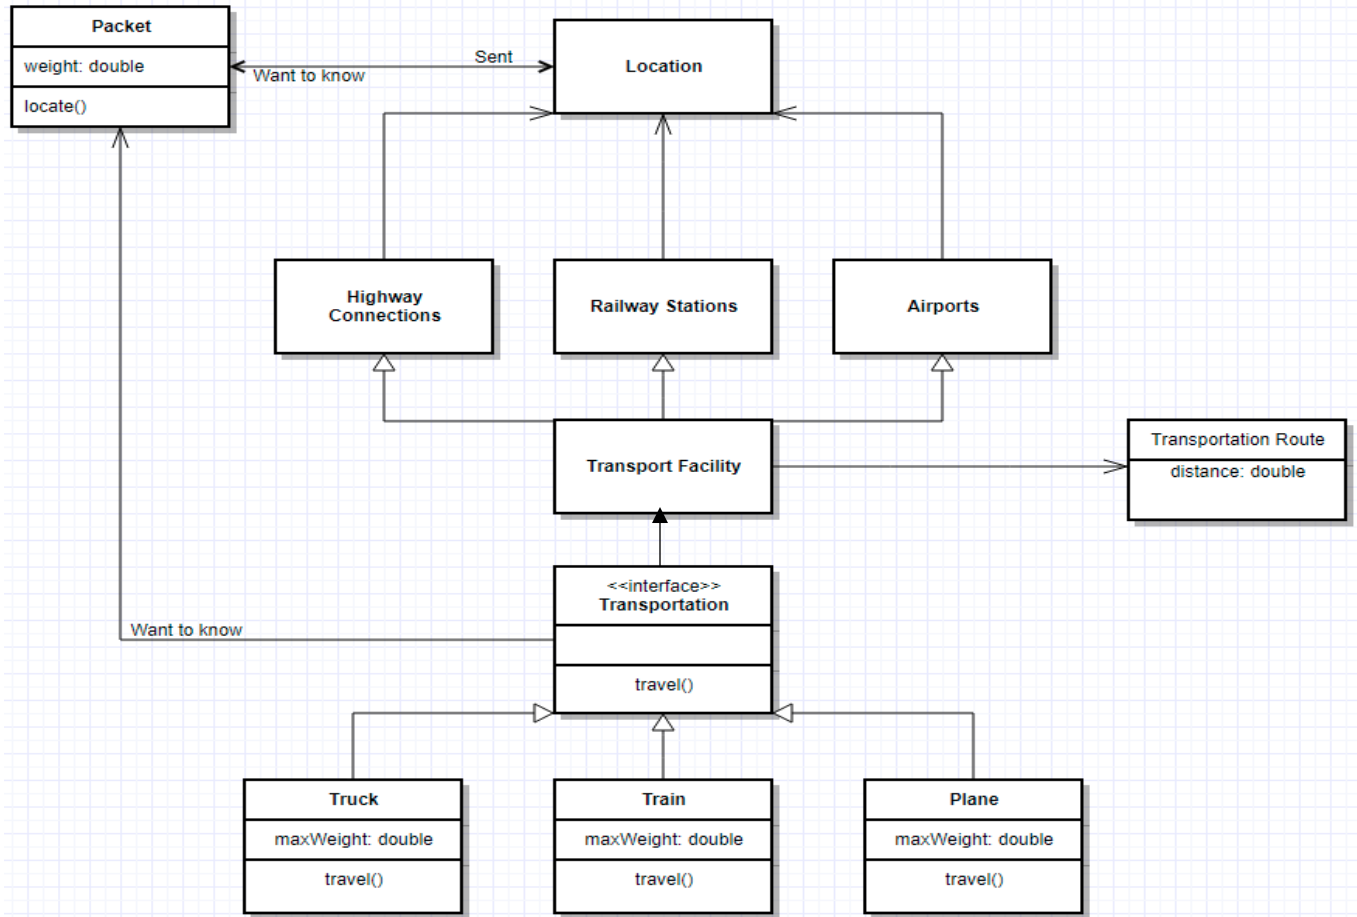 Packet
weight: double
locate()
Sent
Want to know
Location
Highway
Connections
Railway Stations
Airports
Transport Facility
Transportation Route
distance: double
<<interface>>
Transportation
travel()
Want to know
Truck
maxWeight: double
travel()
Train
maxWeight: double
travel()
Plane
maxWeight: double
travel()